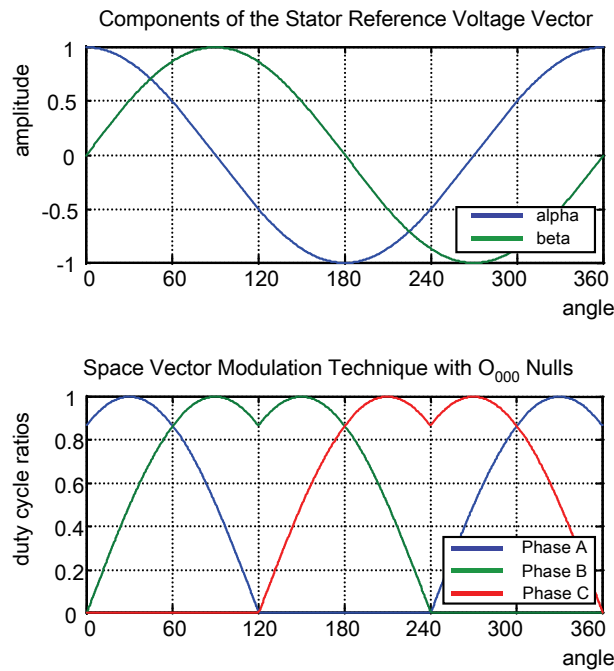 Components of the Stator Reference Voltage Vector
amplitude
1
0.5
0
-0.5
-1
alpha
beta
0 60 120 180 240 300 360
angle
Space Vector Modulation Technique with O000 Nulls
duty cycle ratios
1
0.8
0.6
0.4
0.2
0
Phase A
Phase B
Phase C
0 60 120 180 240 300 360
angle